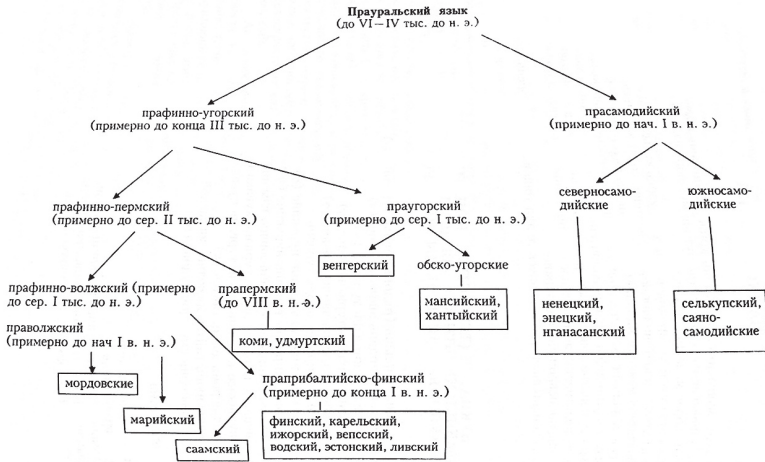 Прауральский язык
(до VI—IV тыс. до н. э.)
прафинно-угорский
(примерно до конца III тыс. до н. э.)
прасамодийский
(примерно до нач. I в. н. э.)
прафинно-пермский
(примерно до сер. II тыс. до н. э.)
праугорский
(примерно до сер. I тыс. до н. э.)
северносамо-
дийские
южносамо-
дийские
венгерский
обско-угорские
прафинно-волжский (примерно
до сер. I тыс. до н. э.)
прапермский
(до VIII в. н. э.)
мансийский,
хантыйский
ненецкий,
энецкий,
нганасанский
селькупский,
саяно-
самодийские
праволжский
(примерно до нач I в. н. э.)
коми, удмуртский
мордовские
праприбалтийско-финский
(примерно до конца I в. н. э.)
марийский
саамский
финский, карельский,
ижорский, вепсский,
водский, эстонский, ливский